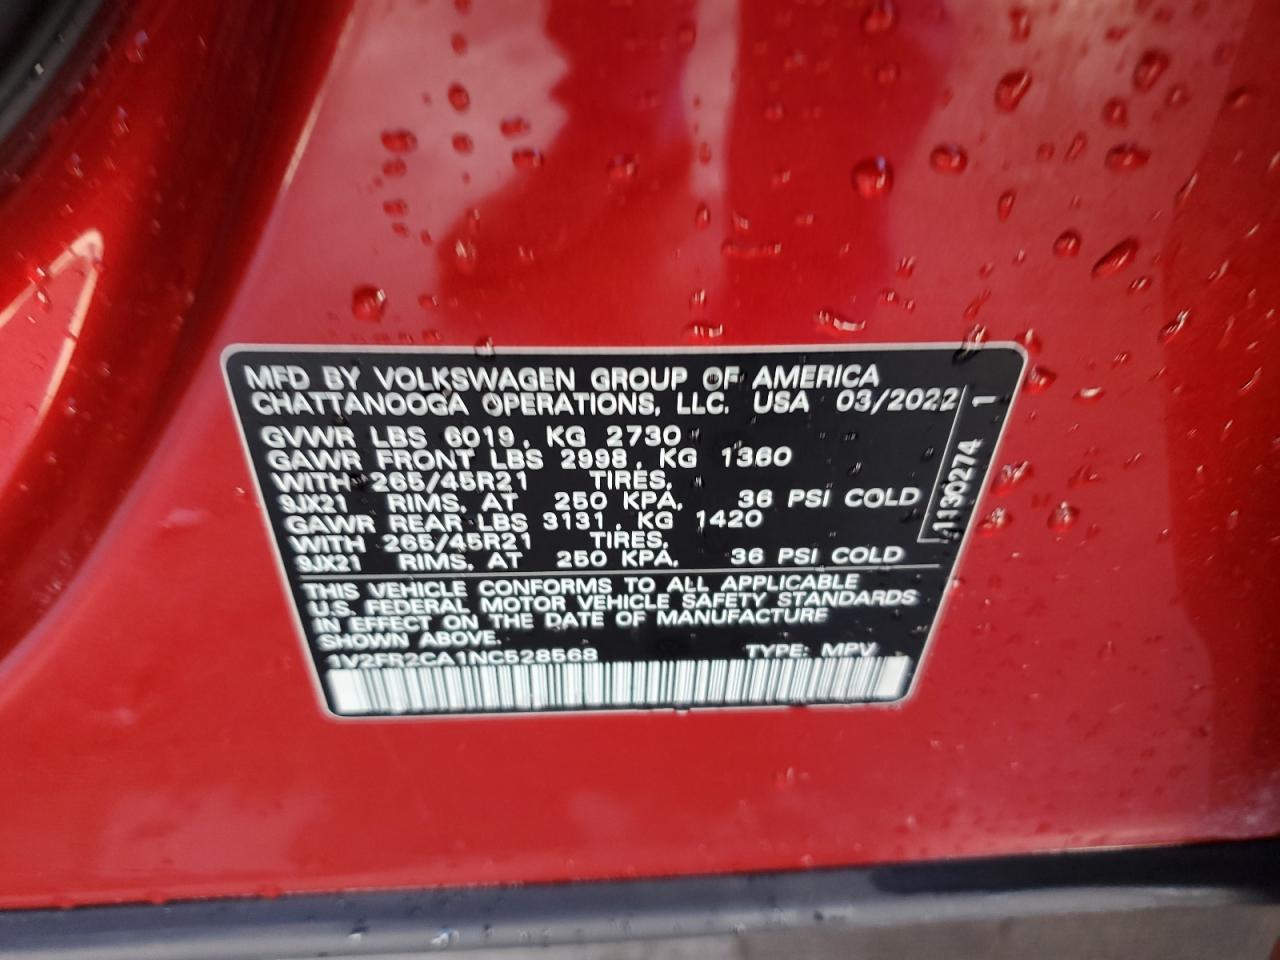 MFD BY VOLKSWAGEN GROUP OF AMERICA
CHATTANOOGA OPERATIONS, LLC. USA 03/2022
GVWR LBS 6019, KG 2730
GAWR FRONT LBS 2998, KG 1360
WITH 265/45R21 TIRES,
9JX21 RIMS, AT 250 KPA, 36 PSI COLD
GAWR REAR LBS 3131, KG 1420
WITH 265/45R21 TIRES,
9JX21 RIMS, AT 250 KPA, 36 PSI COLD
1130274 1
THIS VEHICLE CONFORMS TO ALL APPLICABLE
U.S. FEDERAL MOTOR VEHICLE SAFETY STANDARDS
IN EFFECT ON THE DATE OF MANUFACTURE
SHOWN ABOVE.
1V2FR2CA1NC528568 TYPE: MPV